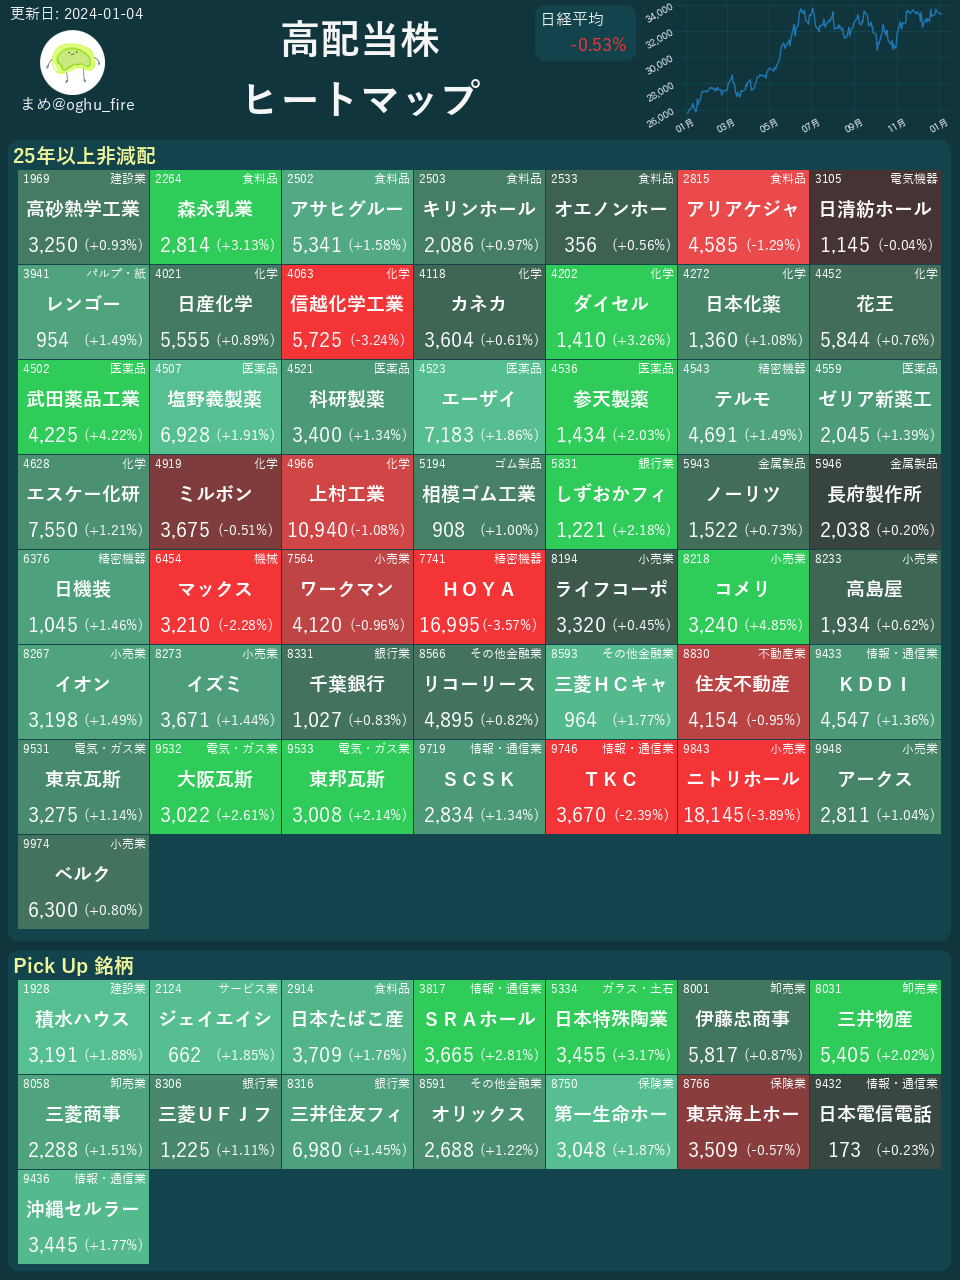 更新日: 2024-01-04
まめ@oghu_fire
高配当株
ヒートマップ
日経平均
-0.53%
34,000
32,000
30,000
28,000
26,000
01月 03月 05月 07月 09月 11月 01月
25年以上非減配
1969 建設業 2264 食料品 2502 食料品 2503 食料品 2533 食料品 2815 食料品 3105 電気機器
高砂熱学工業 森永乳業 アサヒグルー キリンホール オエノンホー アリアケジャ 日清紡ホール
3,250 (+0.93%) 2,814 (+3.13%) 5,341 (+1.58%) 2,086 (+0.97%) 356 (+0.56%) 4,585 (-1.29%) 1,145 (-0.04%)
3941 パルプ・紙 4021 化学 4063 化学 4118 化学 4202 化学 4272 化学 4452 化学
レンゴー 日産化学 信越化学工業 カネカ ダイセル 日本化薬 花王
954 (+1.49%) 5,555 (+0.89%) 5,725 (-3.24%) 3,604 (+0.61%) 1,410 (+3.26%) 1,360 (+1.08%) 5,844 (+0.76%)
4502 医薬品 4507 医薬品 4521 医薬品 4523 医薬品 4536 医薬品 4543 精密機器 4559 医薬品
武田薬品工業 塩野義製薬 科研製薬 エーザイ 参天製薬 テルモ ゼリア新薬工
4,225 (+4.22%) 6,928 (+1.91%) 3,400 (+1.34%) 7,183 (+1.86%) 1,434 (+2.03%) 4,691 (+1.49%) 2,045 (+1.39%)
4628 化学 4919 化学 4966 化学 5194 ゴム製品 5831 銀行業 5943 金属製品 5946 金属製品
エスケー化研 ミルボン 上村工業 相模ゴム工業 しずおかフィ ノーリツ 長府製作所
7,550 (+1.21%) 3,675 (-0.51%) 10,940 (-1.08%) 908 (+1.00%) 1,221 (+2.18%) 1,522 (+0.73%) 2,038 (+0.20%)
6376 精密機器 6454 機械 7564 小売業 7741 精密機器 8194 小売業 8218 小売業 8233 小売業
日機装 マックス ワークマン ＨＯＹＡ ライフコーポ コメリ 高島屋
1,045 (+1.46%) 3,210 (-2.28%) 4,120 (-0.96%) 16,995 (-3.57%) 3,320 (+0.45%) 3,240 (+4.85%) 1,934 (+0.62%)
8267 小売業 8273 小売業 8331 銀行業 8566 その他金融業 8593 その他金融業 8830 不動産業 9433 情報・通信業
イオン イズミ 千葉銀行 リコーリース 三菱ＨＣキャ 住友不動産 ＫＤＤＩ
3,198 (+1.49%) 3,671 (+1.44%) 1,027 (+0.83%) 4,895 (+0.82%) 964 (+1.77%) 4,154 (-0.95%) 4,547 (+1.36%)
9531 電気・ガス業 9532 電気・ガス業 9533 電気・ガス業 9719 情報・通信業 9746 情報・通信業 9843 小売業 9948 小売業
東京瓦斯 大阪瓦斯 東邦瓦斯 ＳＣＳＫ ＴＫＣ ニトリホール アークス
3,275 (+1.14%) 3,022 (+2.61%) 3,008 (+2.14%) 2,834 (+1.34%) 3,670 (-2.39%) 18,145 (-3.89%) 2,811 (+1.04%)
9974 小売業
ベルク
6,300 (+0.80%)
Pick Up 銘柄
1928 建設業 2124 サービス業 2914 食料品 3817 情報・通信業 5334 ガラス・土石 8001 卸売業 8031 卸売業
積水ハウス ジェイエイシ 日本たばこ産 ＳＲＡホール 日本特殊陶業 伊藤忠商事 三井物産
3,191 (+1.88%) 662 (+1.85%) 3,709 (+1.76%) 3,665 (+2.81%) 3,455 (+3.17%) 5,817 (+0.87%) 5,405 (+2.02%)
8058 卸売業 8306 銀行業 8316 銀行業 8591 その他金融業 8750 保険業 8766 保険業 9432 情報・通信業
三菱商事 三菱ＵＦＪフ 三井住友フィ オリックス 第一生命ホー 東京海上ホー 日本電信電話
2,288 (+1.51%) 1,225 (+1.11%) 6,980 (+1.45%) 2,688 (+1.22%) 3,048 (+1.87%) 3,509 (-0.57%) 173 (+0.23%)
9436 情報・通信業
沖縄セルラー
3,445 (+1.77%)